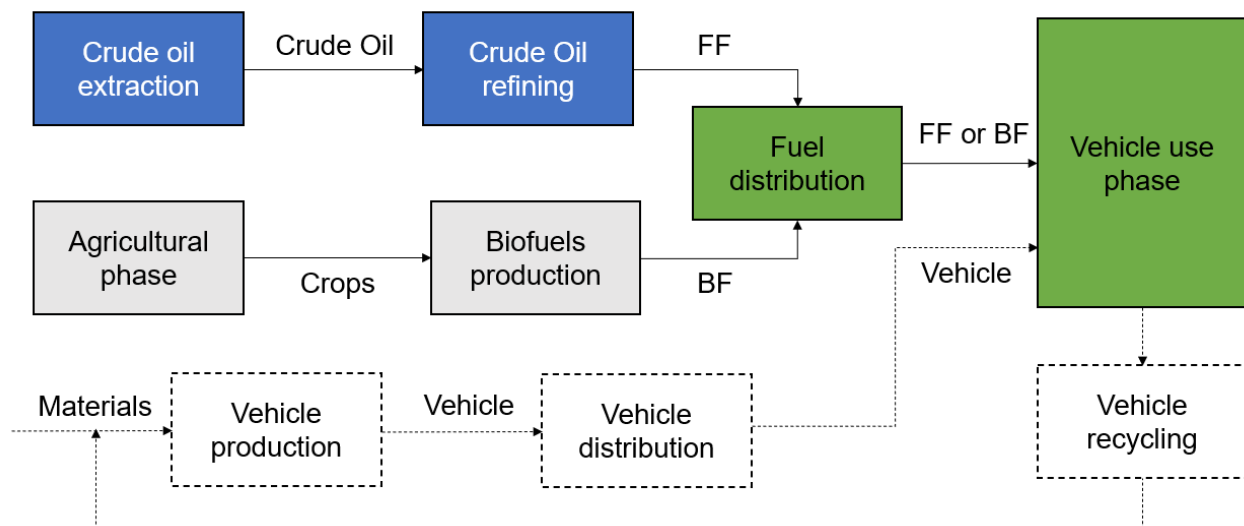 Crude oil
extraction
Crude Oil
Crude Oil
refining
FF
Fuel
distribution
FF or BF
Vehicle use
phase
Agricultural
phase
Crops
Biofuels
production
BF
Vehicle
Materials
Vehicle
production
Vehicle
Vehicle
distribution
Vehicle
recycling